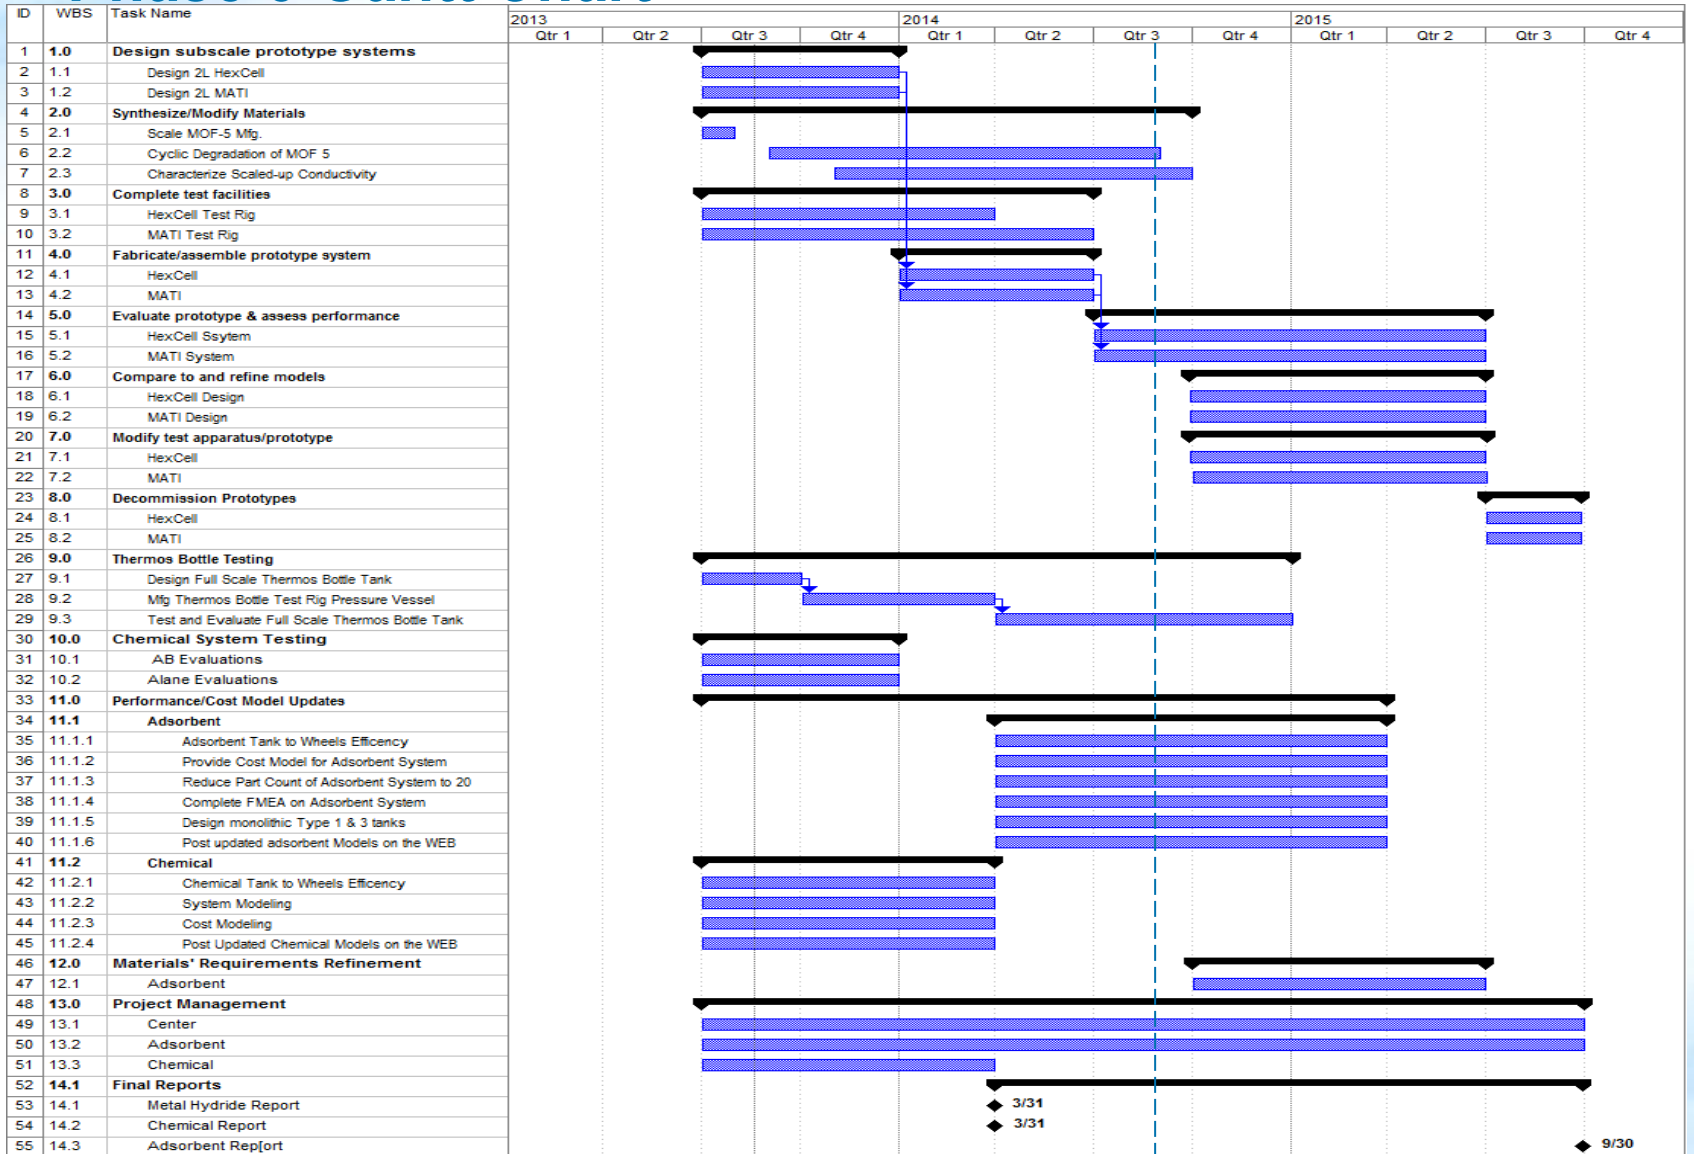 Phase 3 Gantt Chart
ID WBS Task Name 2013 2014 2015
Qtr 1 Qtr 2 Qtr 3 Qtr 4 Qtr 1 Qtr 2 Qtr 3 Qtr 4 Qtr 1 Qtr 2 Qtr 3 Qtr 4
1 1.0 Design subscale prototype systems
2 1.1 Design 2L HexCell
3 1.2 Design 2L MATI
4 2.0 Synthesize/Modify Materials
5 2.1 Scale MOF-5 Mfg.
6 2.2 Cyclic Degradation of MOF 5
7 2.3 Characterize Scaled-up Conductivity
8 3.0 Complete test facilities
9 3.1 HexCell Test Rig
10 3.2 MATI Test Rig
11 4.0 Fabricate/assemble prototype system
12 4.1 HexCell
13 4.2 MATI
14 5.0 Evaluate prototype & assess performance
15 5.1 HexCell Ssytem
16 5.2 MATI System
17 6.0 Compare to and refine models
18 6.1 HexCell Design
19 6.2 MATI Design
20 7.0 Modify test apparatus/prototype
21 7.1 HexCell
22 7.2 MATI
23 8.0 Decommission Prototypes
24 8.1 HexCell
25 8.2 MATI
26 9.0 Thermos Bottle Testing
27 9.1 Design Full Scale Thermos Bottle Tank
28 9.2 Mfg Thermos Bottle Test Rig Pressure Vessel
29 9.3 Test and Evaluate Full Scale Thermos Bottle Tank
30 10.0 Chemical System Testing
31 10.1 AB Evaluations
32 10.2 Alane Evaluations
33 11.0 Performance/Cost Model Updates
34 11.1 Adsorbent
35 11.1.1 Adsorbent Tank to Wheels Efficency
36 11.1.2 Provide Cost Model for Adsorbent System
37 11.1.3 Reduce Part Count of Adsorbent System to 20
38 11.1.4 Complete FMEA on Adsorbent System
39 11.1.5 Design monolithic Type 1 & 3 tanks
40 11.1.6 Post updated adsorbent Models on the WEB
41 11.2 Chemical
42 11.2.1 Chemical Tank to Wheels Efficency
43 11.2.2 System Modeling
44 11.2.3 Cost Modeling
45 11.2.4 Post Updated Chemical Models on the WEB
46 12.0 Materials' Requirements Refinement
47 12.1 Adsorbent
48 13.0 Project Management
49 13.1 Center
50 13.2 Adsorbent
51 13.3 Chemical
52 14.1 Final Reports
53 14.1 Metal Hydride Report 3/31
54 14.2 Chemical Report 3/31
55 14.3 Adsorbent Rep[ort 9/30